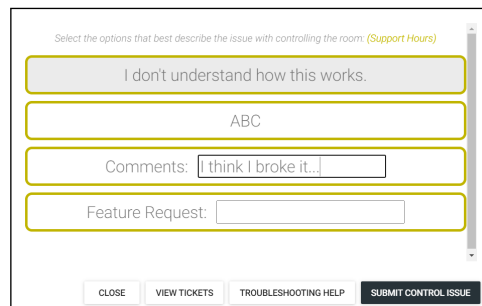 Select the options that best describe the issue with controlling the room: (Support Hours)
I don't understand how this works.
ABC
Comments: I think I broke it...
Feature Request:
CLOSE VIEW TICKETS TROUBLESHOOTING HELP SUBMIT CONTROL ISSUE